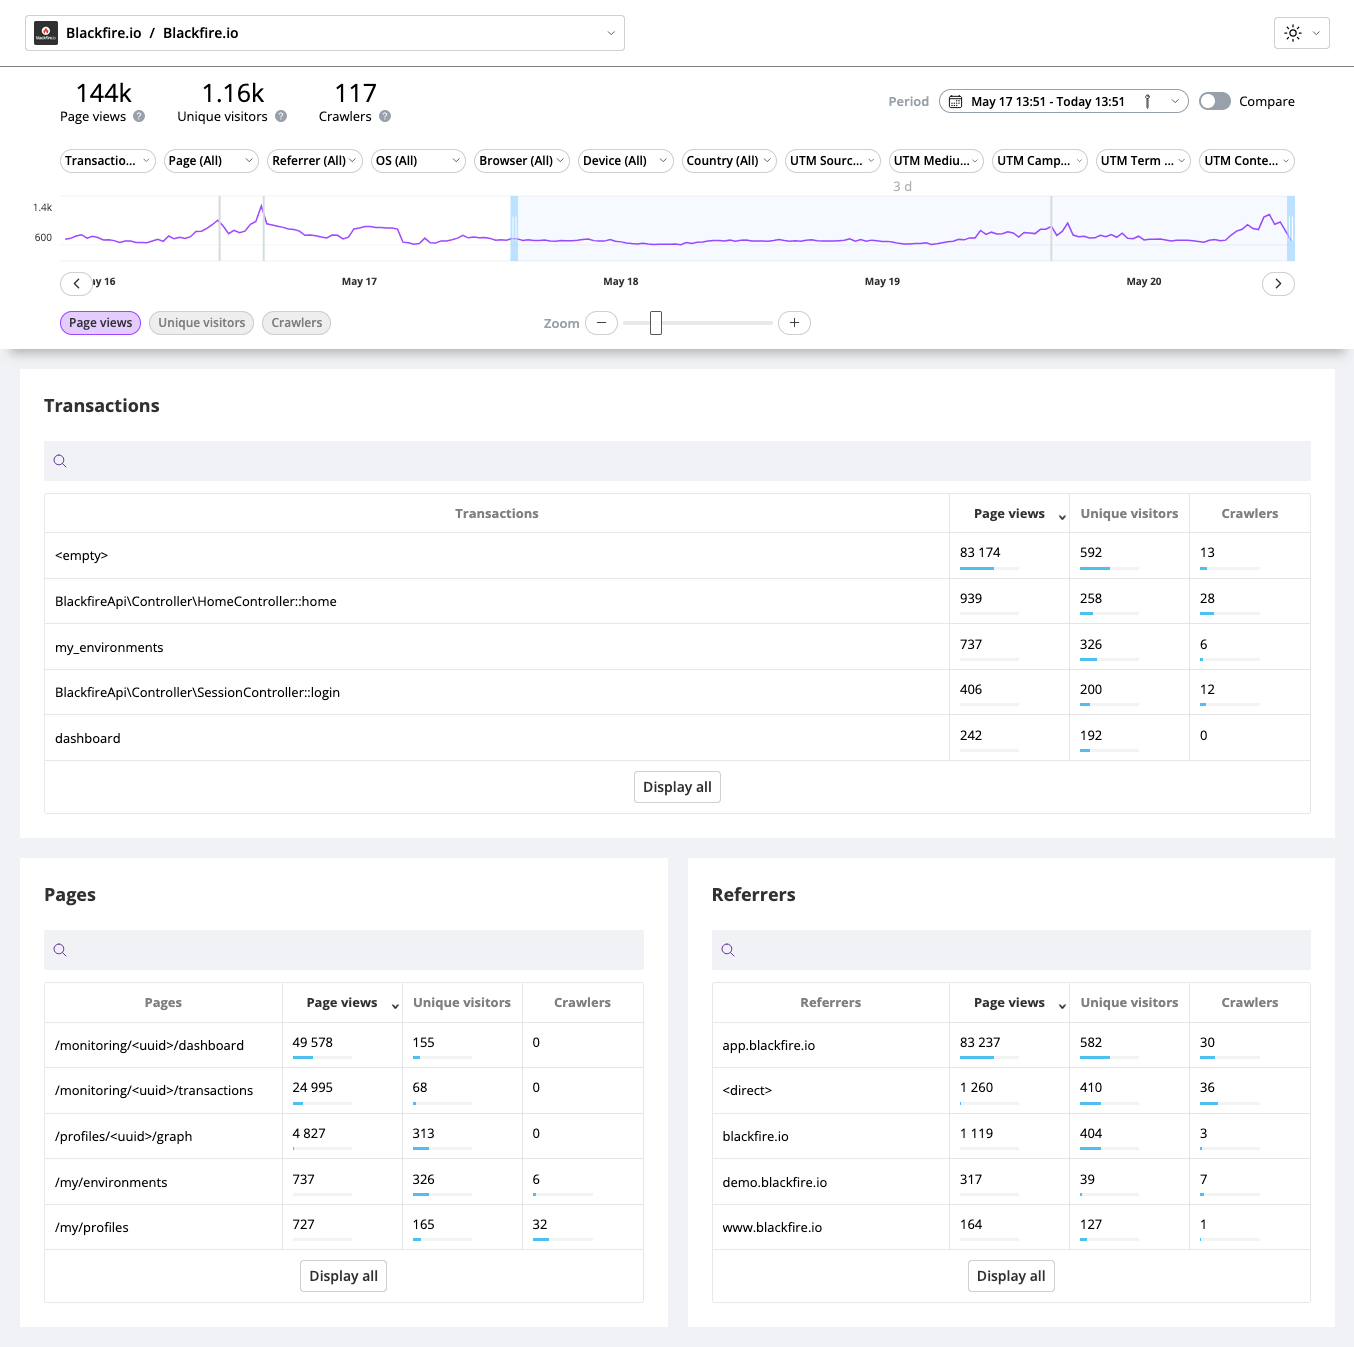 Blackfire.io / Blackfire.io
144k 1.16k 117
Page views ? Unique visitors ? Crawlers ?
Period May 17 13:51 - Today 13:51 Compare
Transactio... Page (All) Referrer (All) OS (All) Browser (All) Device (All) Country (All) UTM Sourc... UTM Mediu... UTM Camp... UTM Term ... UTM Conte...
3 d
1.4k
600
ay 16 May 17 May 18 May 19 May 20
Page views Unique visitors Crawlers Zoom
Transactions
Transactions Page views Unique visitors Crawlers
<empty> 83 174 592 13
BlackfireApi\Controller\HomeController::home 939 258 28
my_environments 737 326 6
BlackfireApi\Controller\SessionController::login 406 200 12
dashboard 242 192 0
Display all
Pages
Pages Page views Unique visitors Crawlers
/monitoring/<uuid>/dashboard 49 578 155 0
/monitoring/<uuid>/transactions 24 995 68 0
/profiles/<uuid>/graph 4 827 313 0
/my/environments 737 326 6
/my/profiles 727 165 32
Display all
Referrers
Referrers Page views Unique visitors Crawlers
app.blackfire.io 83 237 582 30
<direct> 1 260 410 36
blackfire.io 1 119 404 3
demo.blackfire.io 317 39 7
www.blackfire.io 164 127 1
Display all